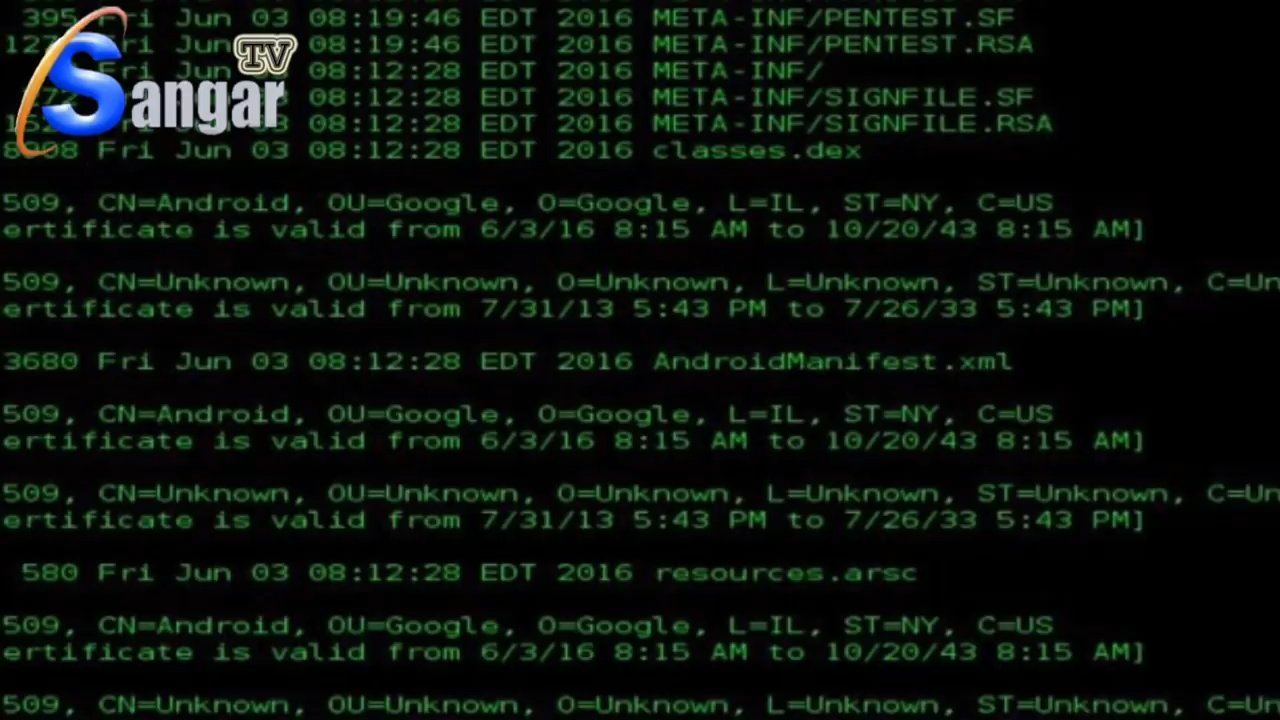 395 Fri Jun 03 08:19:46 EDT 2016 META-INF/PENTEST.SF
Fri Jun 08:19:46 EDT 2016 META-INF/PENTEST.RSA
TV
Fri Jun 08:12:28 EDT 2016 META-INF/
Sangar
08:12:28 EDT 2016 META-INF/SIGNFILE.SF
08:12:28 EDT 2016 META-INF/SIGNFILE.RSA
Fri Jun 03 08:12:28 EDT 2016 classes.dex
509, CN=Android, OU=Google, O=Google, L=IL, ST=NY, C=US
ertificate is valid from 6/3/16 8:15 AM to 10/20/43 8:15 AM]
509, CN=Unknown, OU=Unknown, O=Unknown, L=Unknown, ST=Unknown, C=Un
ertificate is valid from 7/31/13 5:43 PM to 7/26/33 5:43 PM]
3680 Fri Jun 03 08:12:28 EDT 2016 AndroidManifest.xml
509, CN=Android, OU=Google, O=Google, L=IL, ST=NY, C=US
ertificate is valid from 6/3/16 8:15 AM to 10/20/43 8:15 AM]
509, CN=Unknown, OU=Unknown, O=Unknown, L=Unknown, ST=Unknown, C=Un
ertificate is valid from 7/31/13 5:43 PM to 7/26/33 5:43 PM]
580 Fri Jun 03 08:12:28 EDT 2016 resources.arsc
509, CN=Android, OU=Google, O=Google, L=IL, ST=NY, C=US
ertificate is valid from 6/3/16 8:15 AM to 10/20/43 8:15 AM]
509, CN=Unknown, OU=Unknown, O=Unknown, L=Unknown, ST=Unknown, C=Un